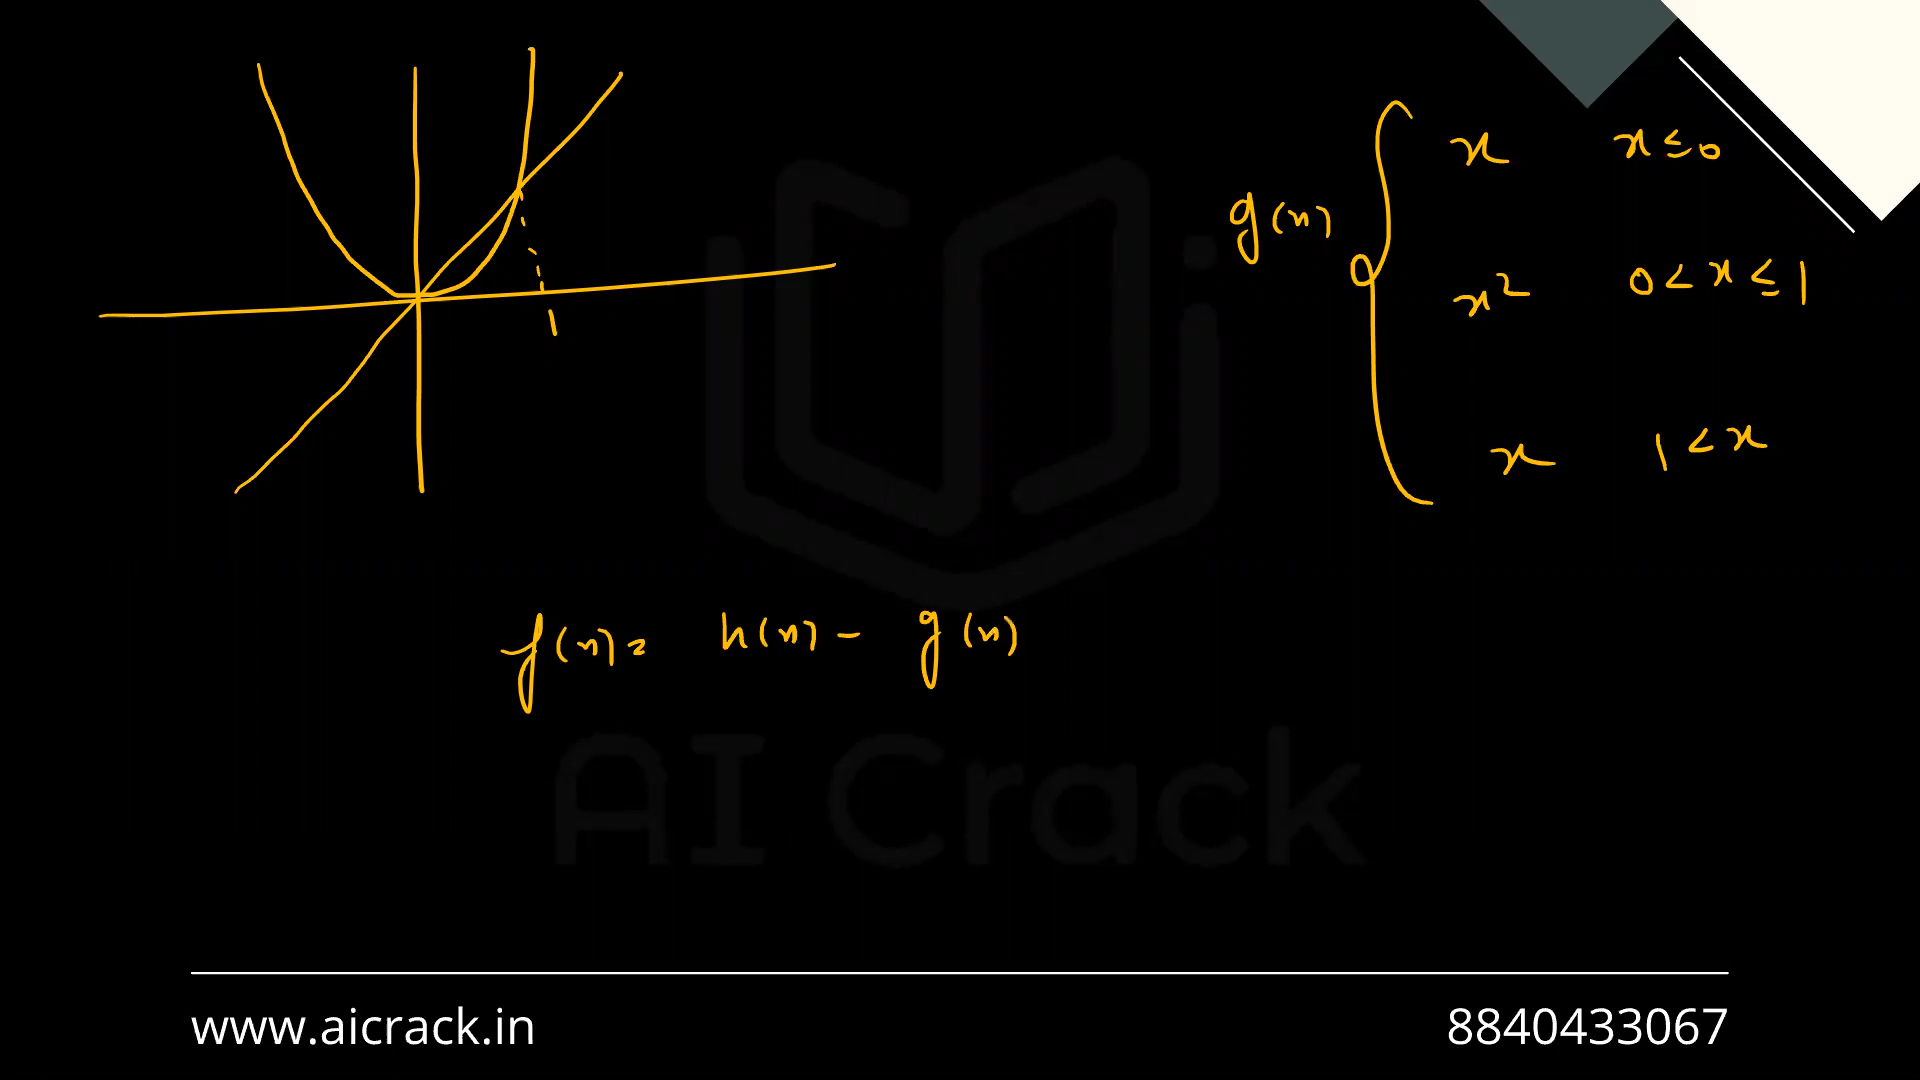 x x ≤ 0
g(x)
x² 0 < x ≤ 1
1
x 1 < x
f(x) = h(x) - g(x)
AI Crack
www.aicrack.in 8840433067